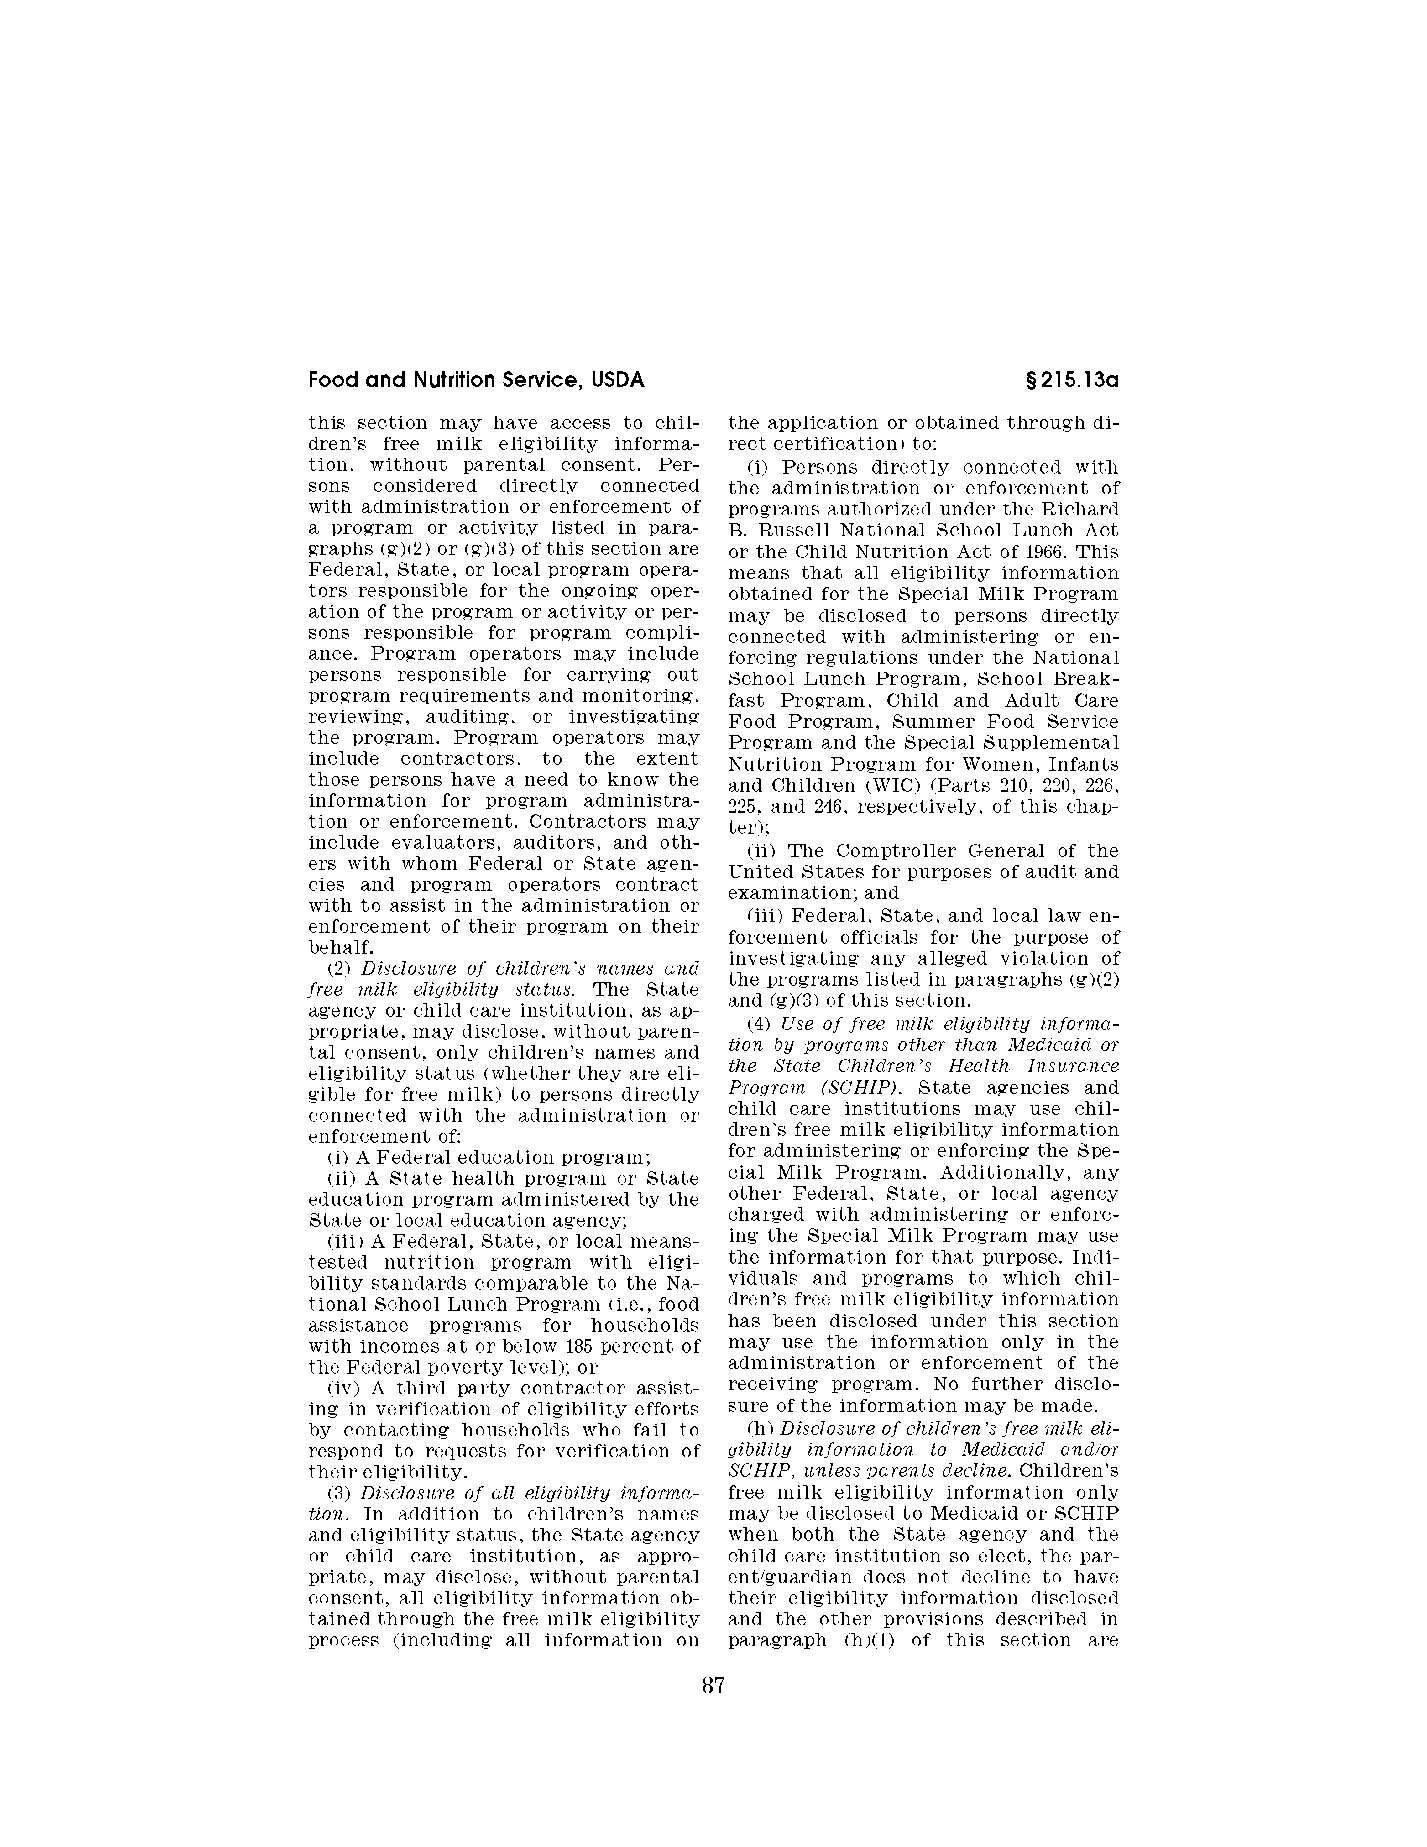 Food and Nutrition Service, USDA
§ 215.13a
this section may have access to chil-
dren's free milk eligibility informa-
tion, without parental consent. Per-
sons considered directly connected
with administration or enforcement of
a program or activity listed in para-
graphs (g)(2) or (g)(3) of this section are
Federal, State, or local program opera-
tors responsible for the ongoing oper-
ation of the program or activity or per-
sons responsible for program compli-
ance. Program operators may include
persons responsible for carrying out
program requirements and monitoring,
reviewing, auditing, or investigating
the program. Program operators may
include contractors, to the extent
those persons have a need to know the
information for program administra-
tion or enforcement. Contractors may
include evaluators, auditors, and oth-
ers with whom Federal or State agen-
cies and program operators contract
with to assist in the administration or
enforcement of their program on their
behalf.
(2) Disclosure of children's names and
free milk eligibility status. The State
agency or child care institution, as ap-
propriate, may disclose, without paren-
tal consent, only children's names and
eligibility status (whether they are eli-
gible for free milk) to persons directly
connected with the administration or
enforcement of:
(i) A Federal education program;
(ii) A State health program or State
education program administered by the
State or local education agency;
(iii) A Federal, State, or local means-
tested nutrition program with eligi-
bility standards comparable to the Na-
tional School Lunch Program (i.e., food
assistance programs for households
with incomes at or below 185 percent of
the Federal poverty level); or
(iv) A third party contractor assist-
ing in verification of eligibility efforts
by contacting households who fail to
respond to requests for verification of
their eligibility.
(3) Disclosure of all eligibility informa-
tion. In addition to children's names
and eligibility status, the State agency
or child care institution, as appro-
priate, may disclose, without parental
consent, all eligibility information ob-
tained through the free milk eligibility
process (including all information on
the application or obtained through di-
rect certification) to:
(i) Persons directly connected with
the administration or enforcement of
programs authorized under the Richard
B. Russell National School Lunch Act
or the Child Nutrition Act of 1966. This
means that all eligibility information
obtained for the Special Milk Program
may be disclosed to persons directly
connected with administering or en-
forcing regulations under the National
School Lunch Program, School Break-
fast Program, Child and Adult Care
Food Program, Summer Food Service
Program and the Special Supplemental
Nutrition Program for Women, Infants
and Children (WIC) (Parts 210, 220, 226,
225, and 246, respectively, of this chap-
ter);
(ii) The Comptroller General of the
United States for purposes of audit and
examination; and
(iii) Federal, State, and local law en-
forcement officials for the purpose of
investigating any alleged violation of
the programs listed in paragraphs (g)(2)
and (g)(3) of this section.
(4) Use of free milk eligibility informa-
tion by programs other than Medicaid or
the State Children's Health Insurance
Program (SCHIP). State agencies and
child care institutions may use chil-
dren's free milk eligibility information
for administering or enforcing the Spe-
cial Milk Program. Additionally, any
other Federal, State, or local agency
charged with administering or enforc-
ing the Special Milk Program may use
the information for that purpose. Indi-
viduals and programs to which chil-
dren's free milk eligibility information
has been disclosed under this section
may use the information only in the
administration or enforcement of the
receiving program. No further disclo-
sure of the information may be made.
(h) Disclosure of children's free milk eli-
gibility information to Medicaid and/or
SCHIP, unless parents decline. Children's
free milk eligibility information only
may be disclosed to Medicaid or SCHIP
when both the State agency and the
child care institution so elect, the par-
ent/guardian does not decline to have
their eligibility information disclosed
and the other provisions described in
paragraph (h)(1) of this section are
87